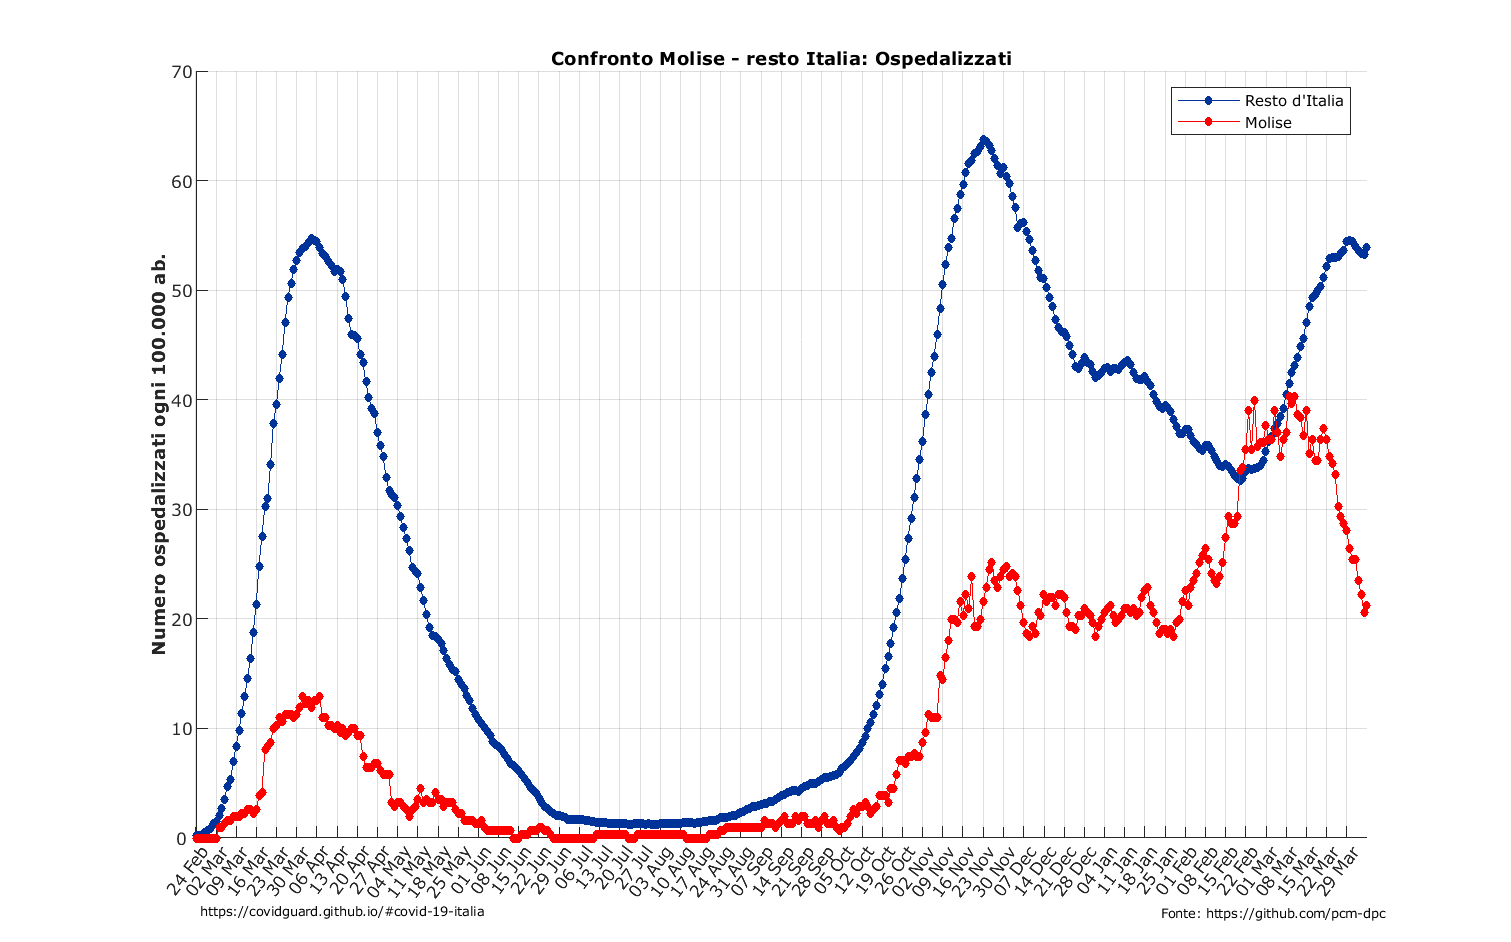 Confronto Molise - resto Italia: Ospedalizzati
Resto d'Italia
Molise
Numero ospedalizzati ogni 100.000 ab.
70
60
50
40
30
20
10
0
24 Feb
02 Mar
09 Mar
16 Mar
23 Mar
30 Mar
06 Apr
13 Apr
20 Apr
27 Apr
04 May
11 May
18 May
25 May
01 Jun
08 Jun
15 Jun
22 Jun
29 Jun
06 Jul
13 Jul
20 Jul
27 Jul
03 Aug
10 Aug
17 Aug
24 Aug
31 Aug
07 Sep
14 Sep
21 Sep
28 Sep
05 Oct
12 Oct
19 Oct
26 Oct
02 Nov
09 Nov
16 Nov
23 Nov
30 Nov
07 Dec
14 Dec
21 Dec
28 Dec
04 Jan
11 Jan
18 Jan
25 Jan
01 Feb
08 Feb
15 Feb
22 Feb
01 Mar
08 Mar
15 Mar
22 Mar
29 Mar
https://covidguard.github.io/#covid-19-italia
Fonte: https://github.com/pcm-dpc